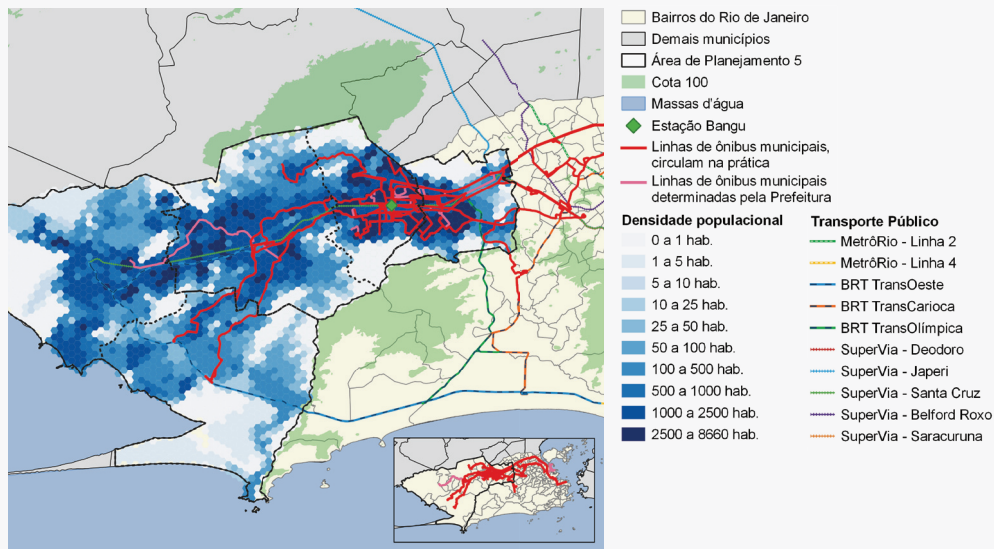 Bairros do Rio de Janeiro
Demais municípios
Área de Planejamento 5
Cota 100
Massas d'água
Estação Bangu
Linhas de ônibus municipais,
circulam na prática
Linhas de ônibus municipais
determinadas pela Prefeitura
Densidade populacional
0 a 1 hab.
1 a 5 hab.
5 a 10 hab.
10 a 25 hab.
25 a 50 hab.
50 a 100 hab.
100 a 500 hab.
500 a 1000 hab.
1000 a 2500 hab.
2500 a 8660 hab.
Transporte Público
MetrôRio - Linha 2
MetrôRio - Linha 4
BRT TransOeste
BRT TransCarioca
BRT TransOlímpica
SuperVia - Deodoro
SuperVia - Japeri
SuperVia - Santa Cruz
SuperVia - Belford Roxo
SuperVia - Saracuruna